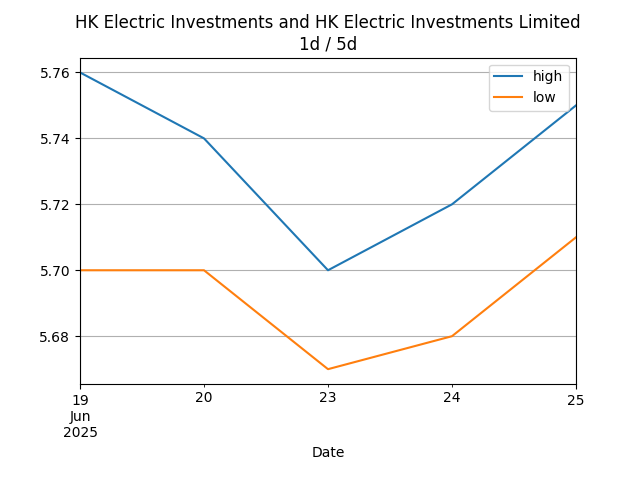 HK Electric Investments and HK Electric Investments Limited
1d / 5d
high
low
5.76
5.74
5.72
5.70
5.68
19
Jun
2025
20
23
24
25
Date